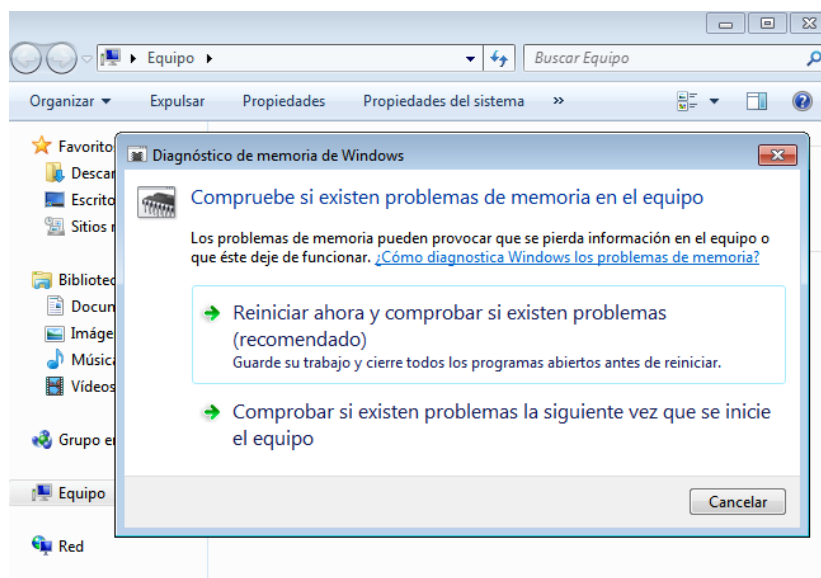 Equipo
Buscar Equipo
Organizar
Expulsar
Propiedades
Propiedades del sistema
»
Favorito
Descar
Escrito
Sitios r
Bibliotec
Docun
Imáge
Música
Vídeos
Grupo en
Equipo
Red
Diagnóstico de memoria de Windows
Compruebe si existen problemas de memoria en el equipo
Los problemas de memoria pueden provocar que se pierda información en el equipo o
que éste deje de funcionar. ¿Cómo diagnostica Windows los problemas de memoria?
Reiniciar ahora y comprobar si existen problemas
(recomendado)
Guarde su trabajo y cierre todos los programas abiertos antes de reiniciar.
Comprobar si existen problemas la siguiente vez que se inicie
el equipo
Cancelar